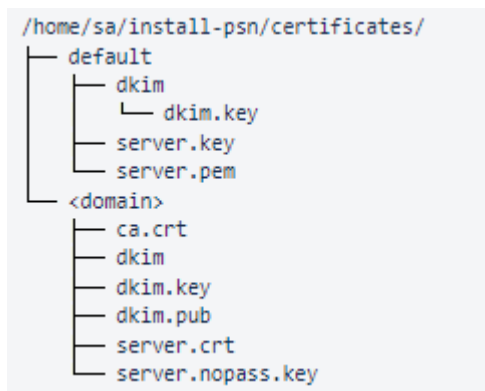 /home/sa/install-psn/certificates/
├── default
│   ├── dkim
│   │   └── dkim.key
│   ├── server.key
│   └── server.pem
└── <domain>
    ├── ca.crt
    ├── dkim
    ├── dkim.key
    ├── dkim.pub
    ├── server.crt
    └── server.nopass.key